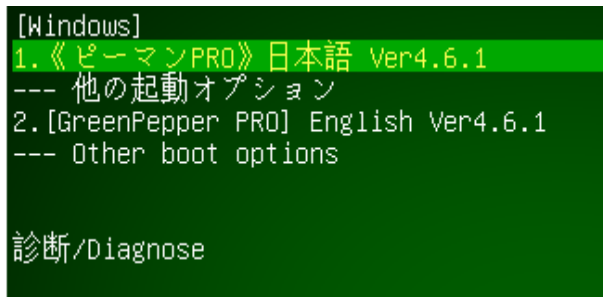 [Windows]
1.《ピーマンPRO》日本語 Ver4.6.1
--- 他の起動オプション
2.[GreenPepper PRO] English Ver4.6.1
--- Other boot options
診断/Diagnose